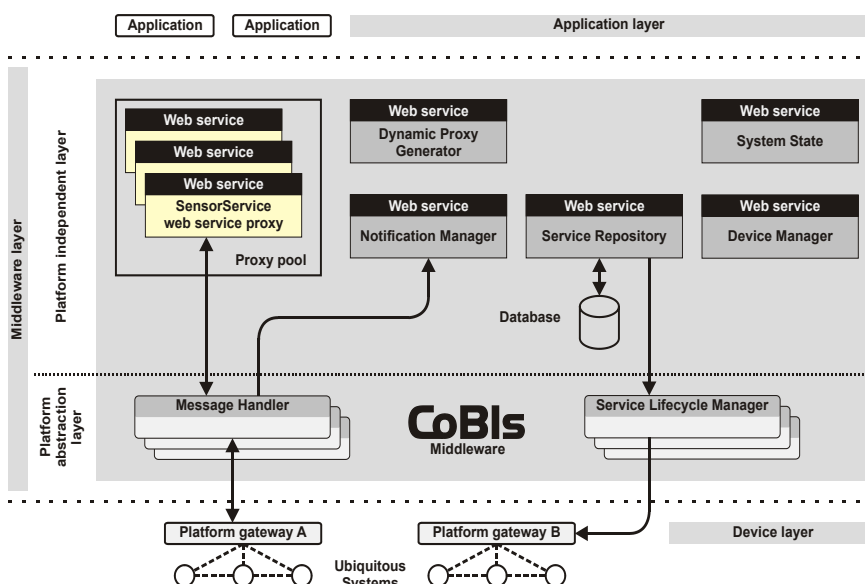 Application
Application
Application layer
Middleware layer
Platform independent layer
Web service
Web service
Web service
SensorService
web service proxy
Proxy pool
Web service
Dynamic Proxy
Generator
Web service
System State
Web service
Notification Manager
Web service
Service Repository
Web service
Device Manager
Database
Platform
abstraction
layer
Message Handler
CoBIs
Middleware
Service Lifecycle Manager
Platform gateway A
Platform gateway B
Device layer
Ubiquitous
Systems